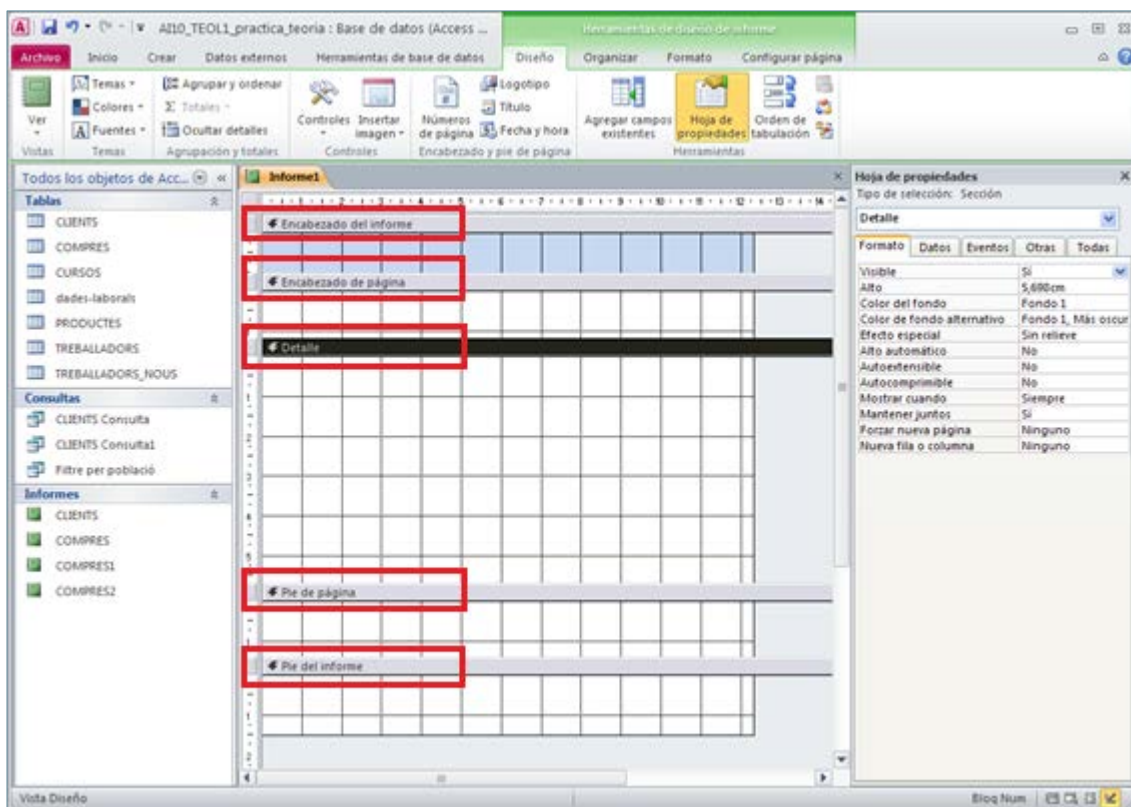 AI10_TEOL1_practica_teoria : Base de datos (Access ...
Herramientas de diseño de informe
Archivo Inicio Crear Datos externos Herramientas de base de datos Diseño Organizar Formato Configurar página
Ver
Vistas
Temas
Colores
Fuentes
Temas
Agrupar y ordenar
Totales
Ocultar detalles
Agrupación y totales
Controles
Insertar imagen
Controles
Números de página
Logotipo
Título
Fecha y hora
Encabezado y pie de página
Agregar campos existentes
Hoja de propiedades
Orden de tabulación
Herramientas
Todos los objetos de Acc...
Tablas
CLIENTS
COMPRES
CURSOS
dades-laborals
PRODUCTES
TREBALLADORS
TREBALLADORS_NOUS
Consultas
CLIENTS Consulta
CLIENTS Consulta1
Filtre per població
Informes
CLIENTS
COMPRES
COMPRES1
COMPRES2
Informe1
Encabezado del informe
Encabezado de página
Detalle
Pie de página
Pie del informe
Hoja de propiedades
Tipo de selección: Sección
Detalle
Formato Datos Eventos Otras Todas
Visible Sí
Alto 5,698cm
Color del fondo Fondo 1
Color de fondo alternativo Fondo 1, Más oscur
Efecto especial Sin relieve
Alto automático No
Autoextensible No
Autocomprimible No
Mostrar cuando Siempre
Mantener juntos Sí
Forzar nueva página Ninguno
Nueva fila o columna Ninguno
Vista Diseño
Bloq Num